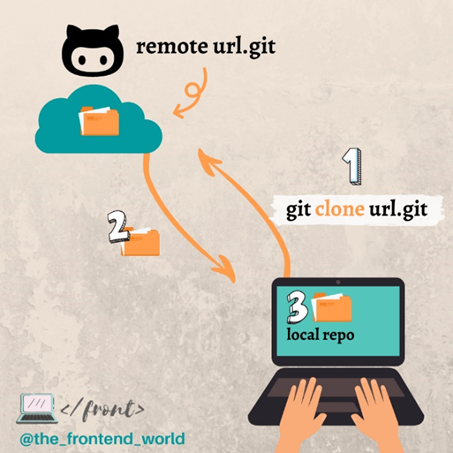 remote url.git
1
git clone url.git
2
3
local repo
</front>
@the_frontend_world